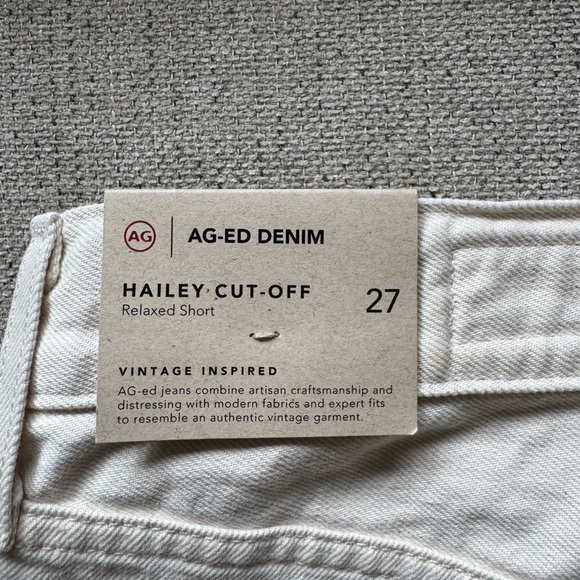 AG | AG-ED DENIM
HAILEY CUT-OFF
Relaxed Short
27
VINTAGE INSPIRED
AG-ed jeans combine artisan craftsmanship and
distressing with modern fabrics and expert fits
to resemble an authentic vintage garment.